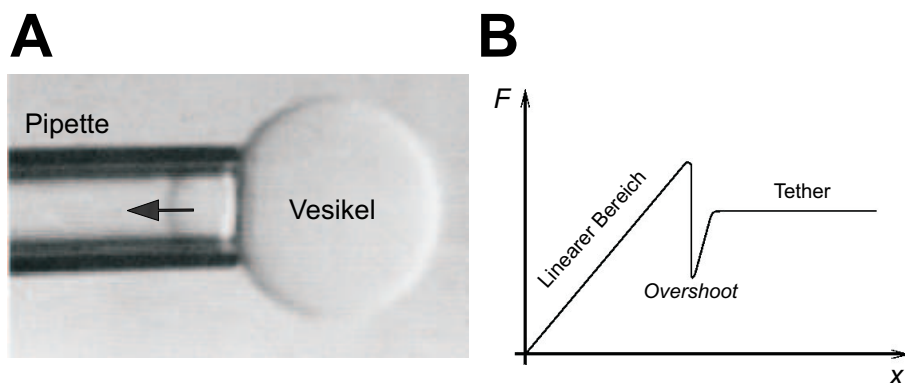 A
Pipette
Vesikel
B
F
Linearer Bereich
Tether
Overshoot
x